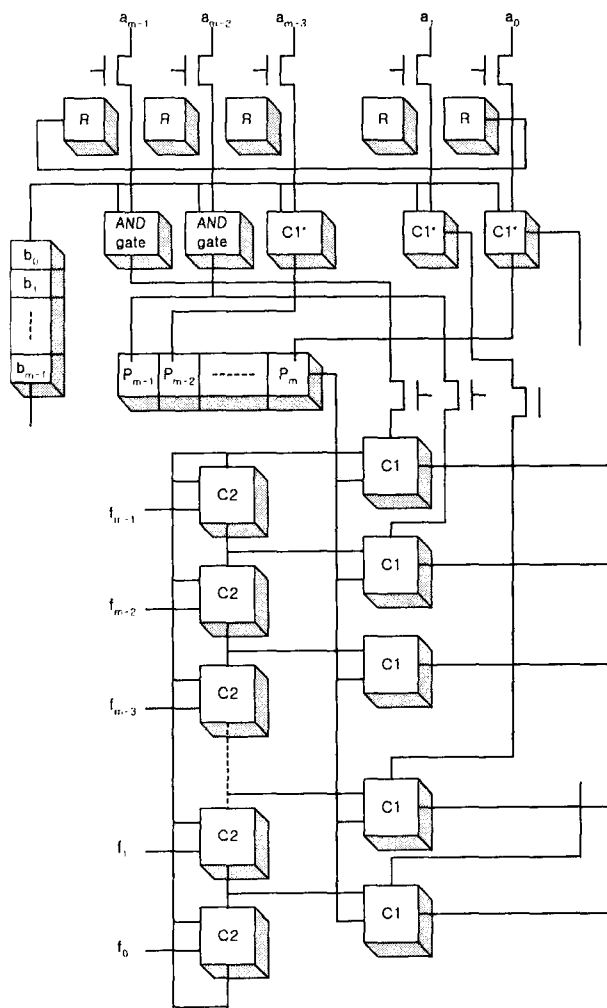 a_{m-1} a_{m-2} a_{m-3} a_1 a_0
R R R R R
AND gate AND gate C1* C1* C1*
b_0
b_1
b_{m-1}
P_{m-1} P_{m-2} P_m
C1
C2
f_{m-1}
C1
C2
f_{m-2}
C1
C2
f_{m-3}
C1
C2
f_1
C1
C2
f_0